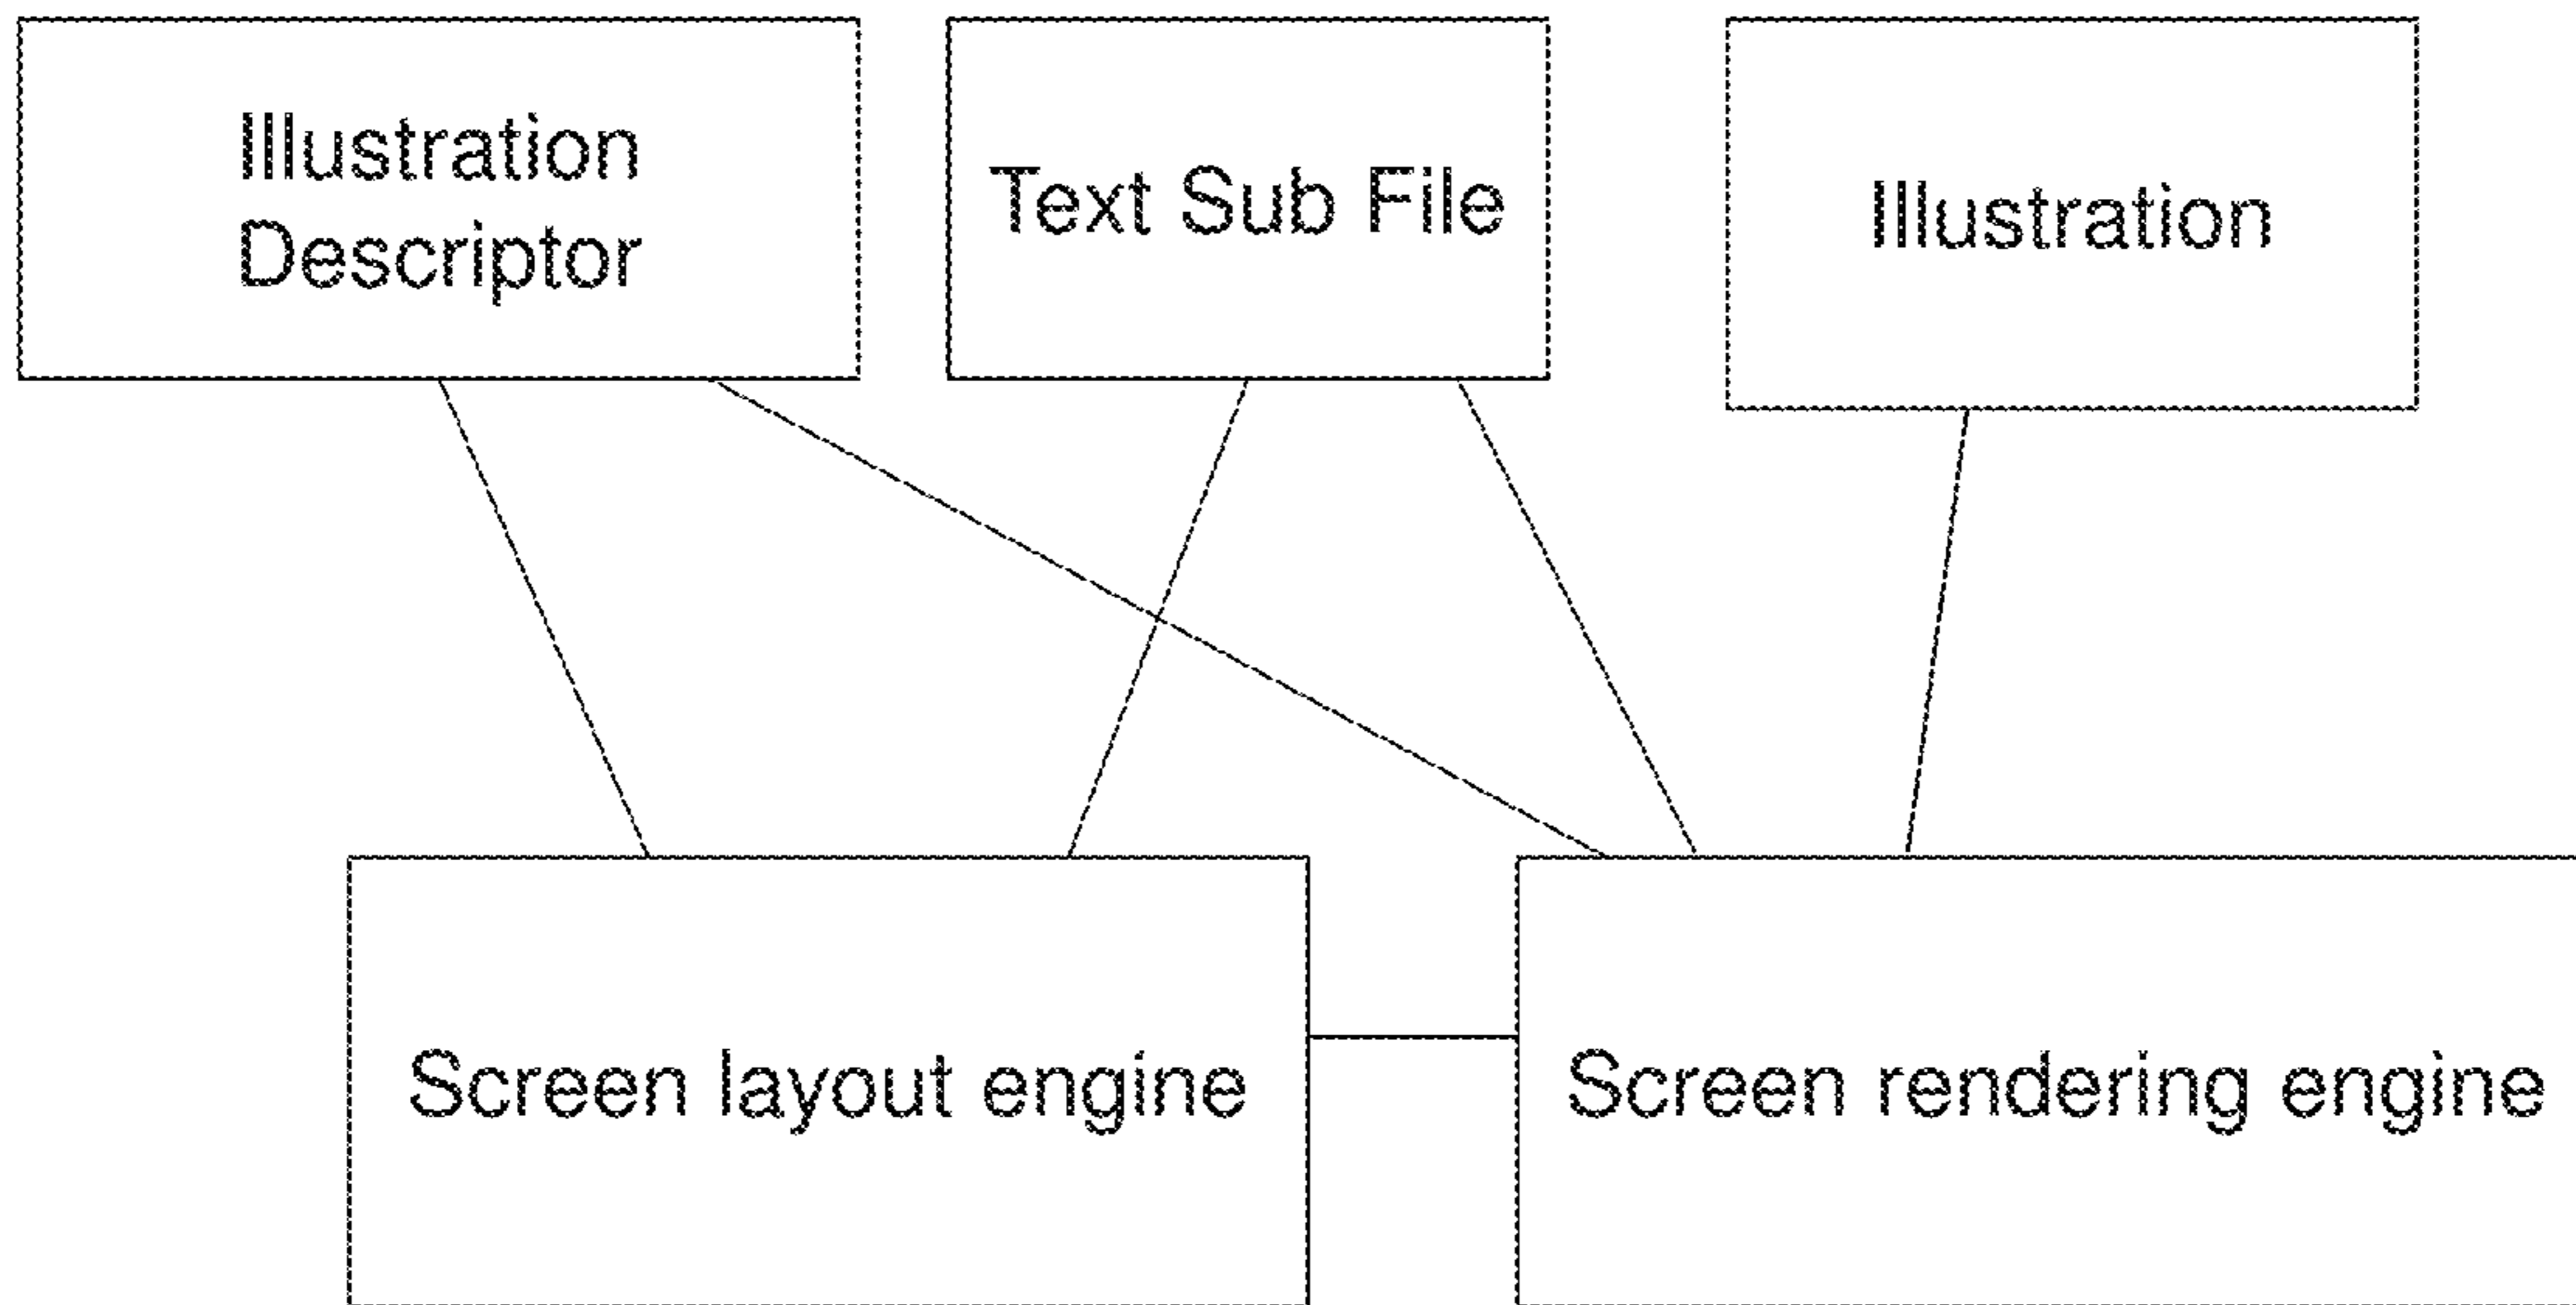 Illustration
Descriptor
Text Sub File
Illustration
Screen layout engine
Screen rendering engine